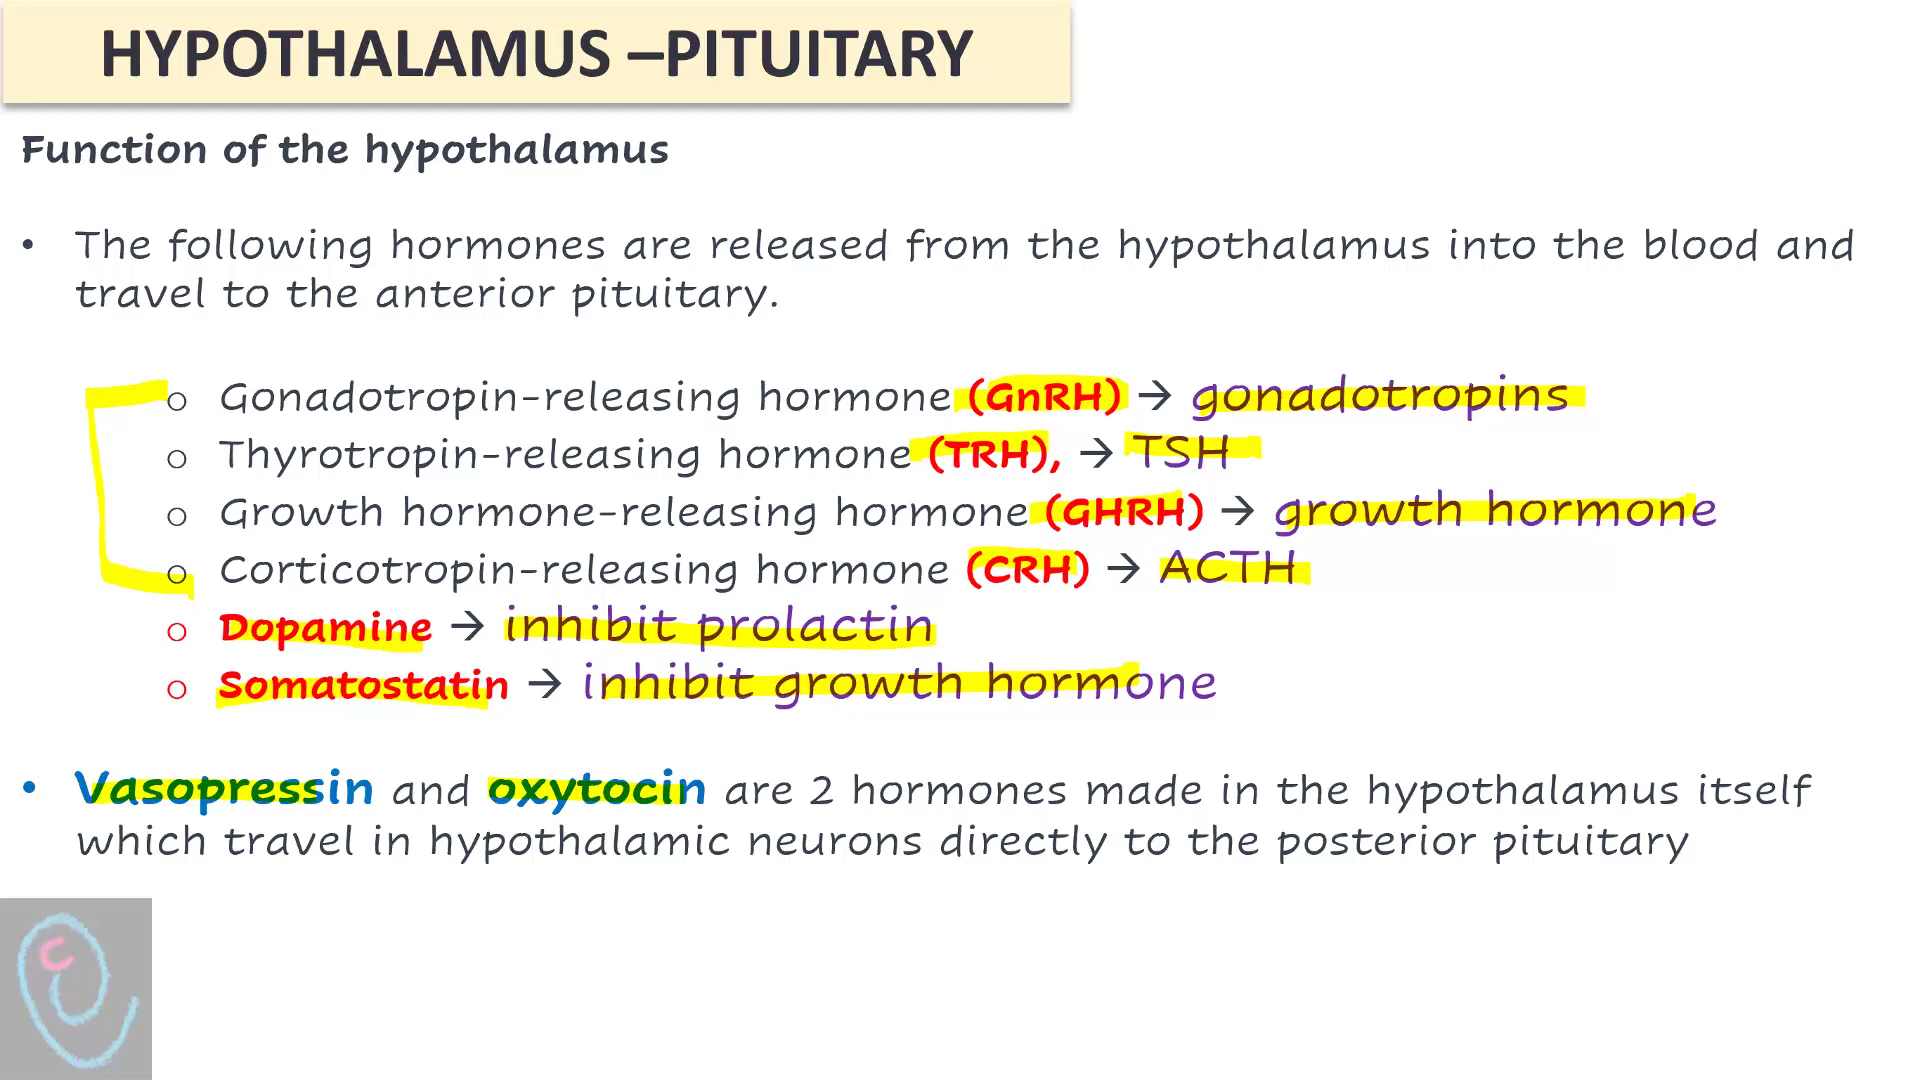 HYPOTHALAMUS –PITUITARY
Function of the hypothalamus
• The following hormones are released from the hypothalamus into the blood and
travel to the anterior pituitary.
o Gonadotropin-releasing hormone (GnRH) → gonadotropins
o Thyrotropin-releasing hormone (TRH), → TSH
o Growth hormone-releasing hormone (GHRH) → growth hormone
o Corticotropin-releasing hormone (CRH) → ACTH
o Dopamine → inhibit prolactin
o Somatostatin → inhibit growth hormone
• Vasopressin and oxytocin are 2 hormones made in the hypothalamus itself
which travel in hypothalamic neurons directly to the posterior pituitary